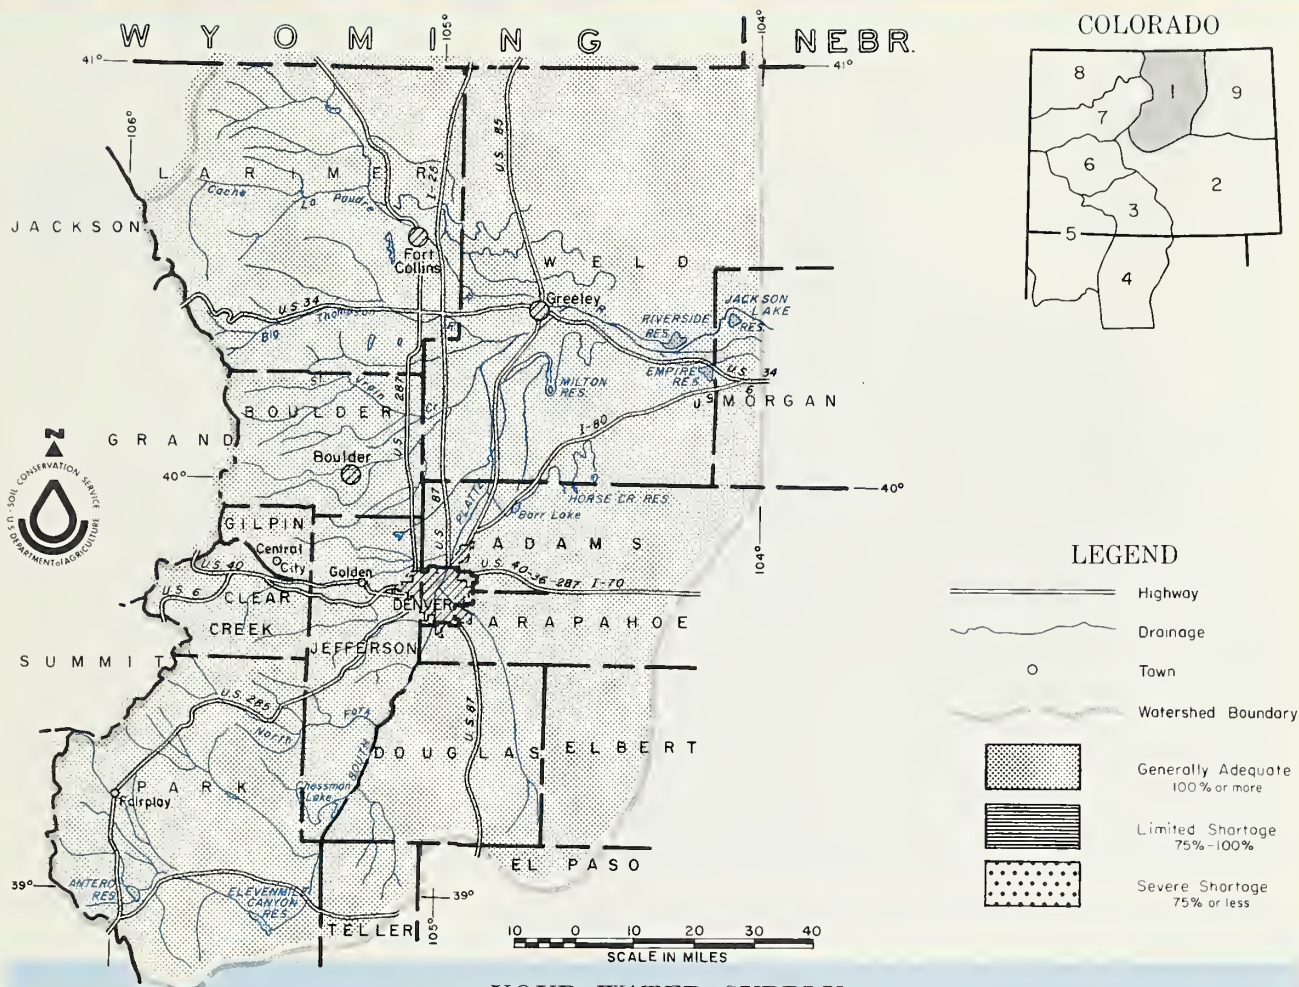 WYOMING
NEBR.
COLORADO
105°
104°
41°
41°
106°
8
1
9
7
6
2
3
5
4
LARIMER
Cache
La Poudre
I-25
U.S. 85
JACKSON
Fort
Collins
WELD
U.S. 34
Big Thompson
R.
Greeley
R.
RIVERSIDE
RES.
JACKSON
LAKE
RES.
EMPIRE
RES.
U.S. 34
U.S. 6
MORGAN
MILTON
RES.
St. Vrain
Cr.
BOULDER
U.S. 287
I-80
GRAND
Boulder
40°
40°
N
U.S. DEPARTMENT of AGRICULTURE · SOIL CONSERVATION SERVICE
HORSE CR. RES.
PLATTE
Barr Lake
U.S. 87
GILPIN
Central
City
U.S. 40
Golden
ADAMS
U.S. 40-36-287 I-70
104°
U.S. 6
CLEAR
CREEK
DENVER
ARAPAHOE
JEFFERSON
SUMMIT
U.S. 285
North Fork
SOUTH
U.S. 87
DOUGLAS
ELBERT
PARK
Fairplay
Chessman
Lake
EL PASO
39°
39°
ANTERO
RES.
ELEVENMILE
CANYON
RES.
TELLER
105°
10 0 10 20 30 40
SCALE IN MILES
LEGEND
Highway
Drainage
Town
Watershed Boundary
Generally Adequate
100% or more
Limited Shortage
75%-100%
Severe Shortage
75% or less